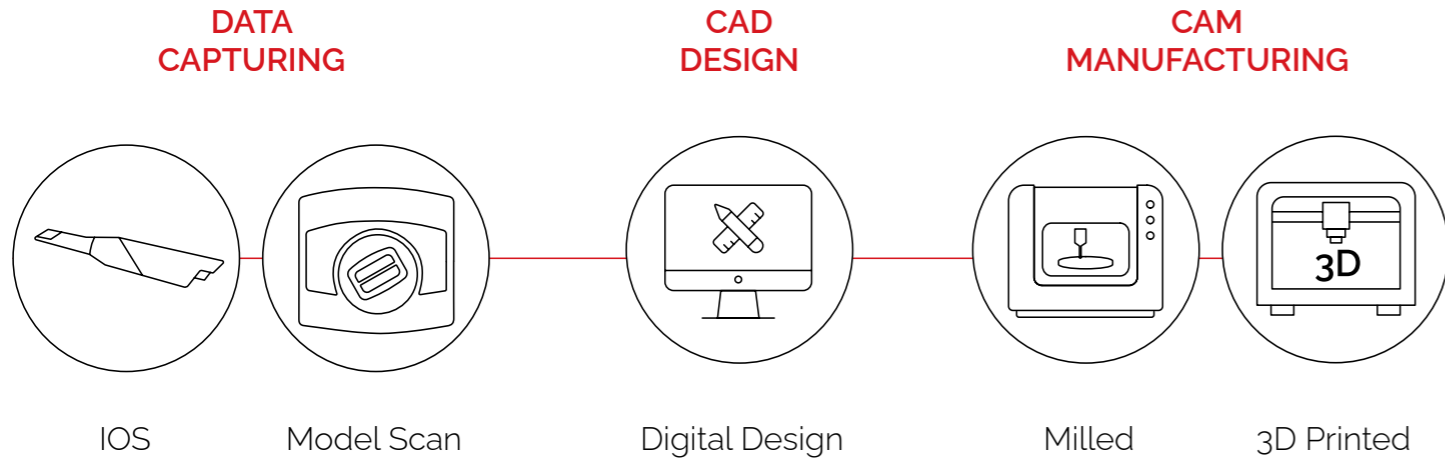 DATA
CAPTURING
CAD
DESIGN
CAM
MANUFACTURING
3D
IOS
Model Scan
Digital Design
Milled
3D Printed